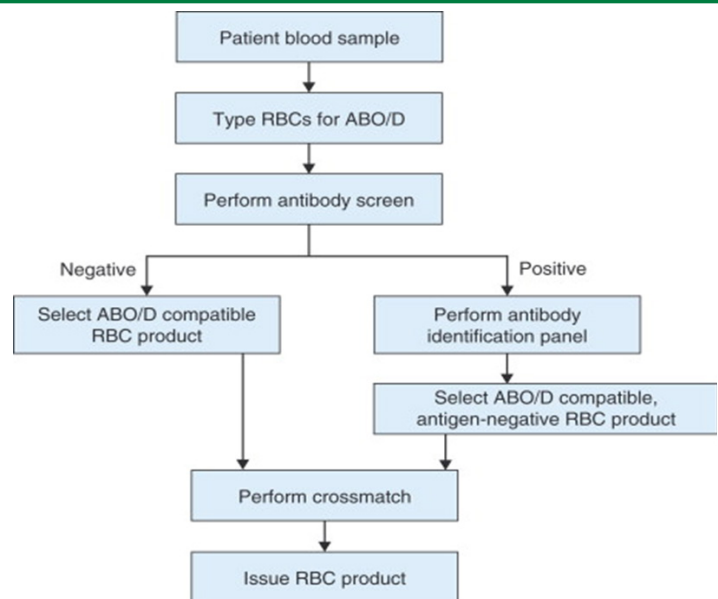 Patient blood sample
Type RBCs for ABO/D
Perform antibody screen
Negative
Positive
Select ABO/D compatible
RBC product
Perform antibody
identification panel
Select ABO/D compatible,
antigen-negative RBC product
Perform crossmatch
Issue RBC product